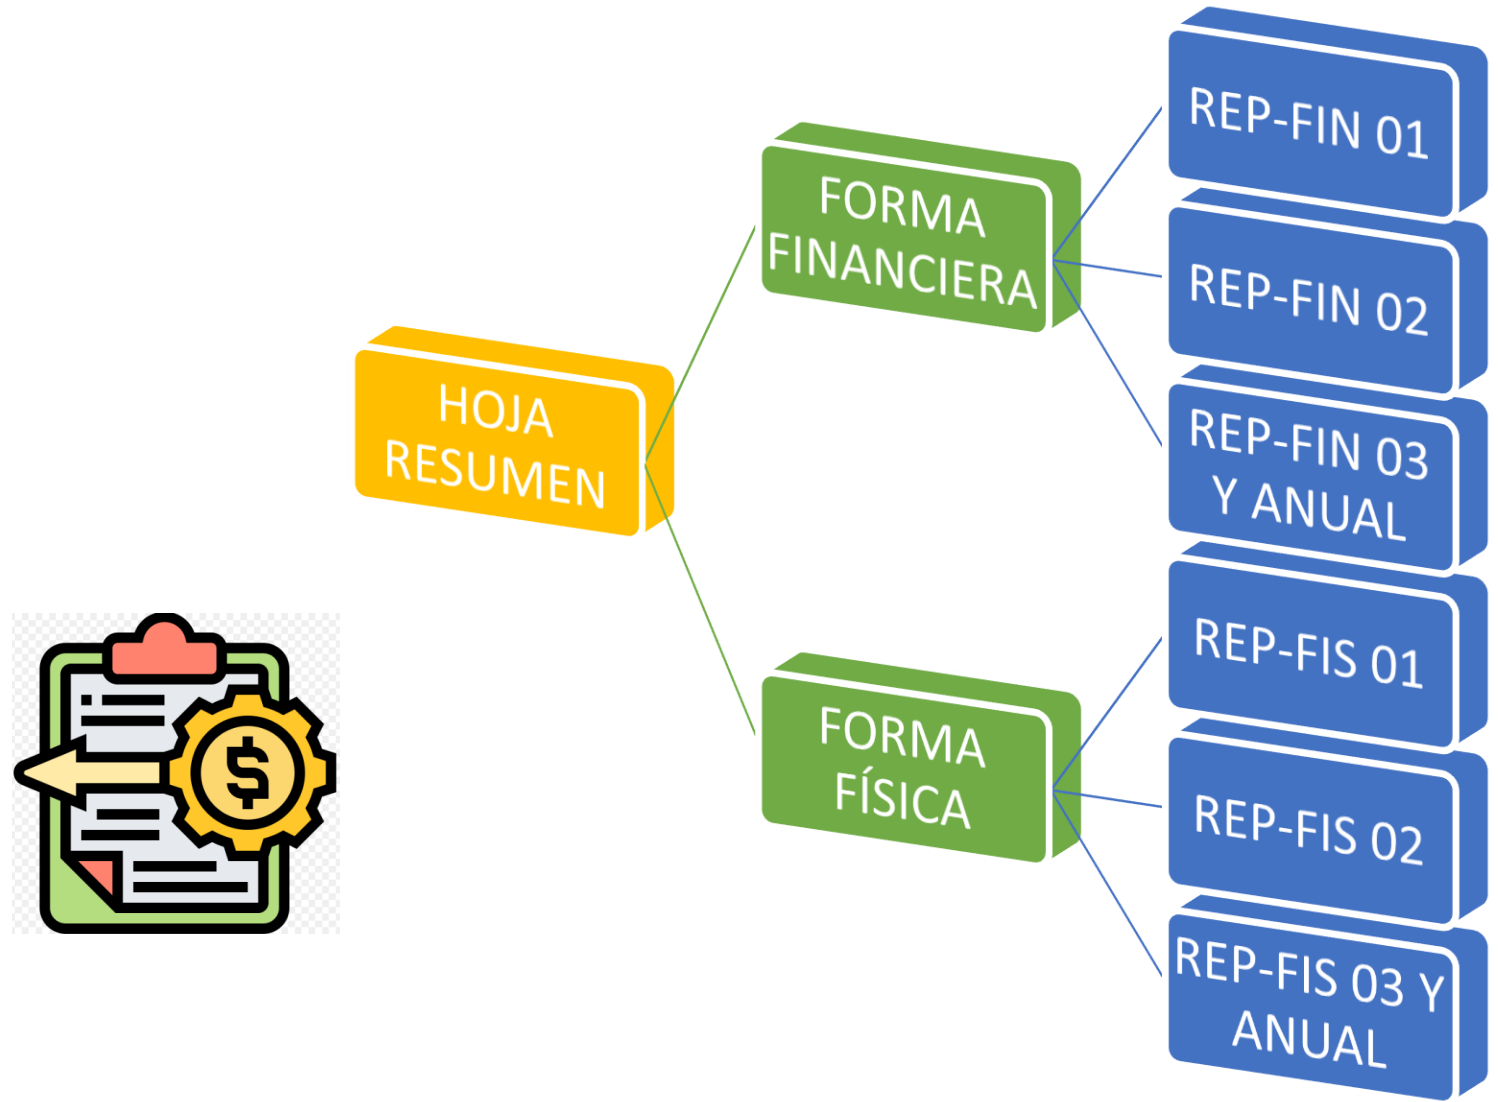 HOJA
RESUMEN
FORMA
FINANCIERA
REP-FIN 01
REP-FIN 02
REP-FIN 03
Y ANUAL
FORMA
FÍSICA
REP-FIS 01
REP-FIS 02
REP-FIS 03 Y
ANUAL
$